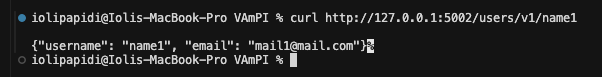 iolipapidi@Iolis-MacBook-Pro VAmPI % curl http://127.0.0.1:5002/users/v1/name1
{"username": "name1", "email": "mail1@mail.com"}%
iolipapidi@Iolis-MacBook-Pro VAmPI %